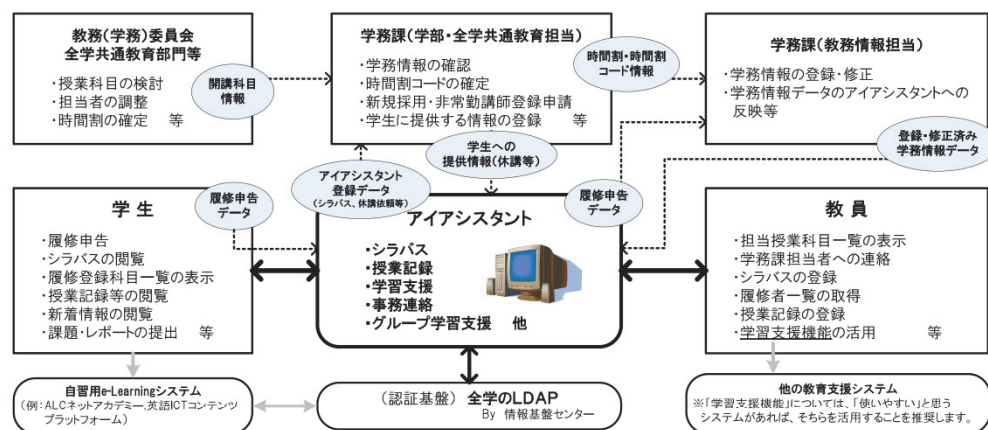 教務（学務）委員会
全学共通教育部門等
・授業科目の検討
・担当者の調整
・時間割の確定　等
開講科目
情報
学務課（学部・全学共通教育担当）
・学務情報の確認
・時間割コードの確定
・新規採用・非常勤講師登録申請
・学生に提供する情報の登録　等
時間割・時間割
コード情報
学務課（教務情報担当）
・学務情報の登録・修正
・学務情報データのアイアシスタントへの
反映等
学生への
提供情報（休講等）
登録・修正済み
学務情報データ
アイアシスタント
登録データ
（シラバス、休講依頼等）
履修申告
データ
履修申告
データ
学 生
・履修申告
・シラバスの閲覧
・履修登録科目一覧の表示
・授業記録等の閲覧
・新着情報の閲覧
・課題・レポートの提出　等
アイアシスタント
・シラバス
・授業記録
・学習支援
・事務連絡
・グループ学習支援　他
教 員
・担当授業科目一覧の表示
・学務課担当者への連絡
・シラバスの登録
・履修者一覧の取得
・授業記録の登録
・学習支援機能の活用　等
自習用e-Learningシステム
（例：ALCネットアカデミー,英語ICTコンテンツ
プラットフォーム）
（認証基盤） 全学のLDAP
By 情報基盤センター
他の教育支援システム
※「学習支援機能」については、「使いやすい」と思う
システムがあれば、そちらを活用することを推奨します。